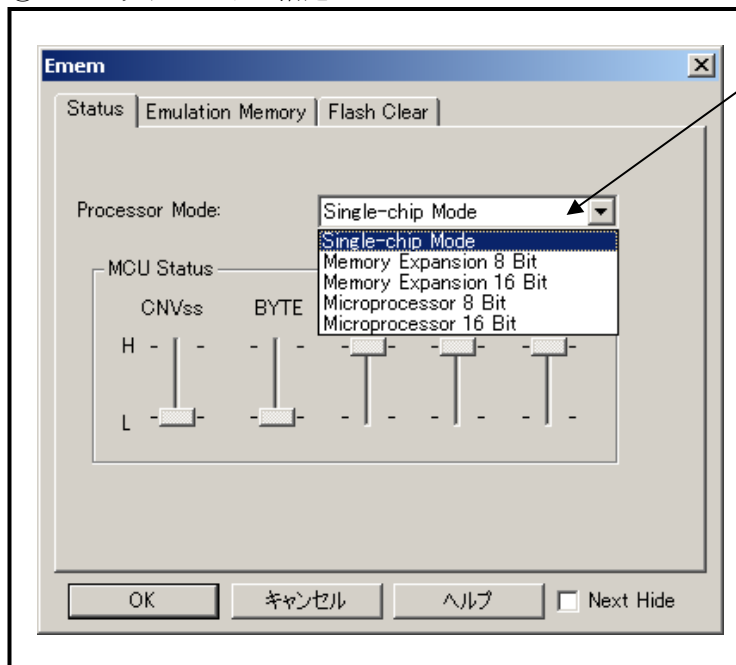 Emem
Status Emulation Memory Flash Clear
Processor Mode: Single-chip Mode
Single-chip Mode
Memory Expansion 8 Bit
Memory Expansion 16 Bit
Microprocessor 8 Bit
Microprocessor 16 Bit
MCU Status
CNVss BYTE
H
L
OK キャンセル ヘルプ Next Hide